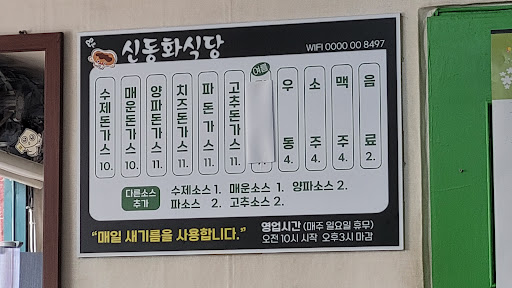 신동화식당
WIFI 0000 00 8497
수제돈가스 10.
매운돈가스 10.
양파돈가스 11.
치즈돈가스 11.
파돈가스 11.
고추돈가스 11.
여름
우동 4.
소주 4.
맥주 4.
음료 2.
다른소스 추가
수제소스 1. 매운소스 1. 양파소스 2.
파소스 2. 고추소스 2.
"매일 새기름을 사용합니다."
영업시간 (매주 일요일 휴무)
오전 10시 시작 오후3시 마감